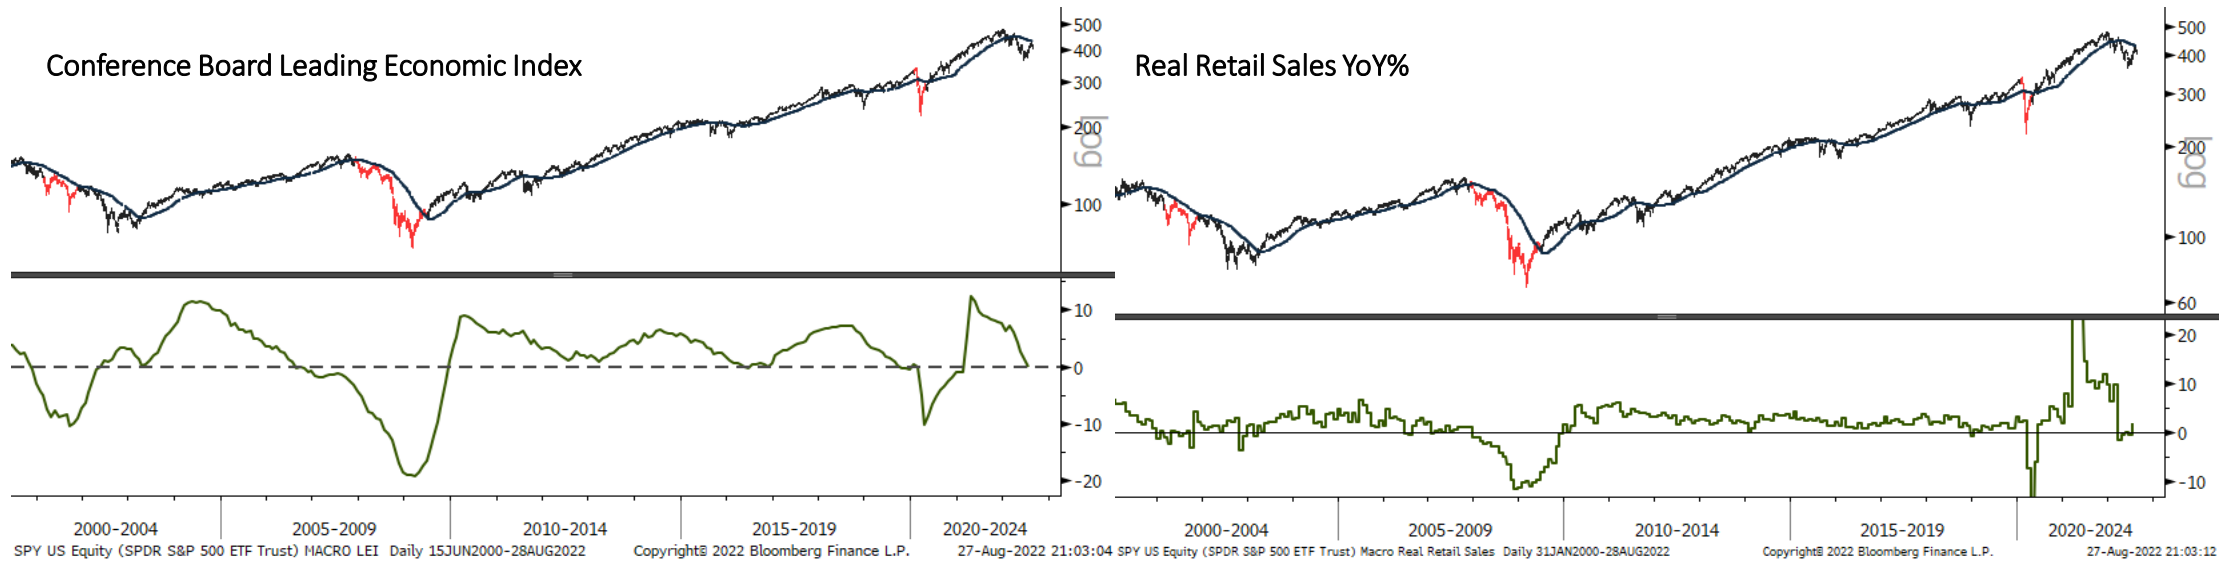 Conference Board Leading Economic Index
500
400
300
200
log
100
10
0
-10
-20
2000-2004 2005-2009 2010-2014 2015-2019 2020-2024
SPY US Equity (SPDR S&P 500 ETF Trust) MACRO LEI Daily 15JUN2000-28AUG2022 Copyright© 2022 Bloomberg Finance L.P. 27-Aug-2022 21:03:04
Real Retail Sales YoY%
500
400
300
200
log
100
60
20
10
0
-10
2000-2004 2005-2009 2010-2014 2015-2019 2020-2024
SPY US Equity (SPDR S&P 500 ETF Trust) Macro Real Retail Sales Daily 31JAN2000-28AUG2022 Copyright© 2022 Bloomberg Finance L.P. 27-Aug-2022 21:03:12